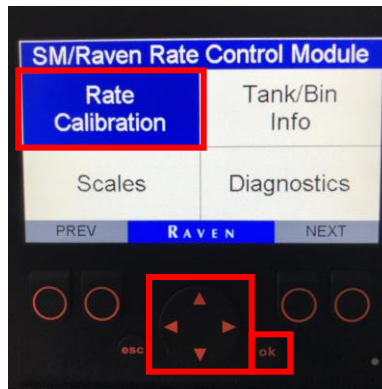 SM/Raven Rate Control Module
Rate
Calibration
Tank/Bin
Info
Scales
Diagnostics
PREV
RAVEN
NEXT
esc
ok